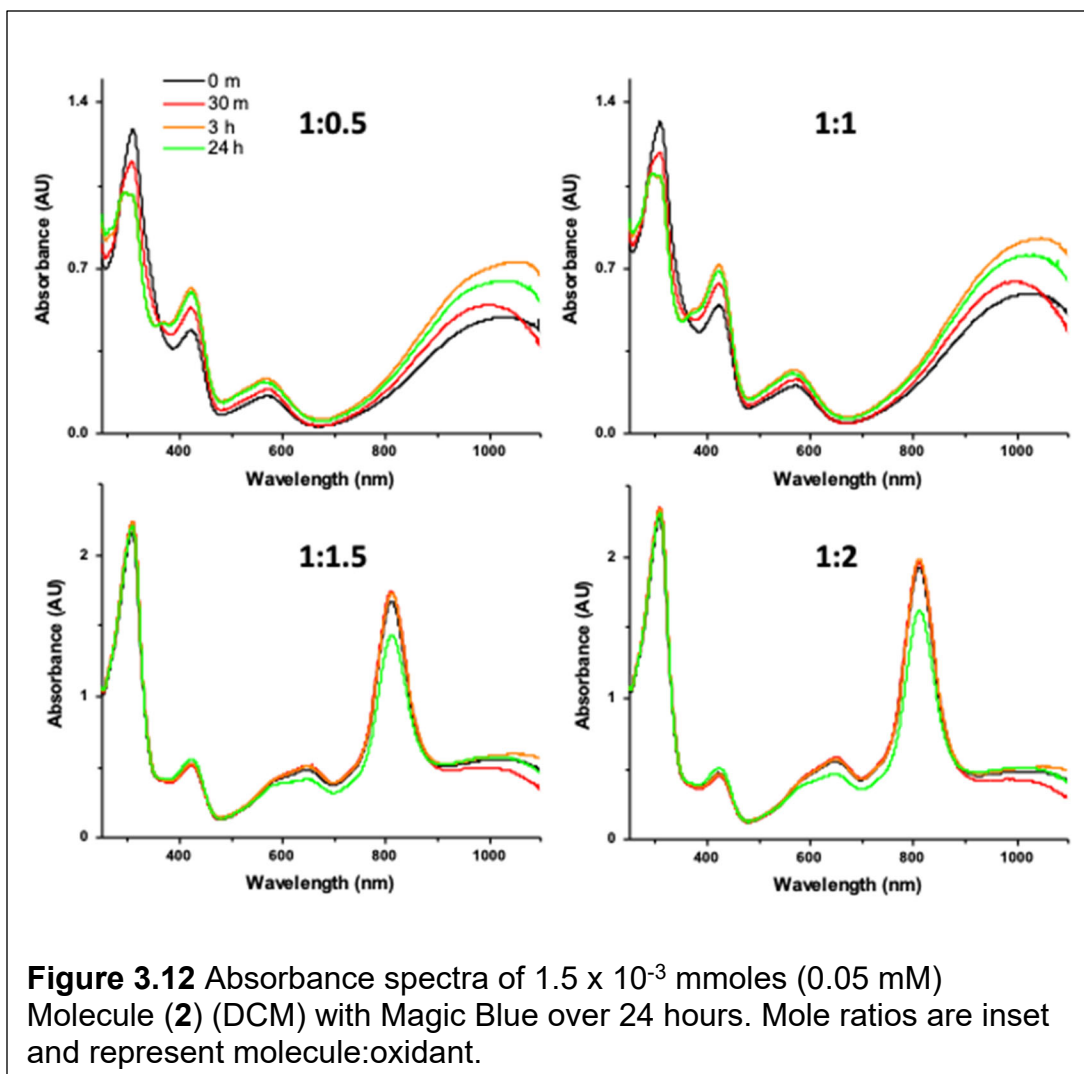 0 m
30 m
3 h
24 h
1:0.5
1.4
0.7
0.0
Absorbance (AU)
400 600 800 1000
Wavelength (nm)
1:1
1.4
0.7
0.0
Absorbance (AU)
400 600 800 1000
Wavelength (nm)
1:1.5
2
1
0
Absorbance (AU)
400 600 800 1000
Wavelength (nm)
1:2
2
1
0
Absorbance (AU)
400 600 800 1000
Wavelength (nm)
Figure 3.12 Absorbance spectra of 1.5 x 10⁻³ mmoles (0.05 mM)
Molecule (2) (DCM) with Magic Blue over 24 hours. Mole ratios are inset
and represent molecule:oxidant.